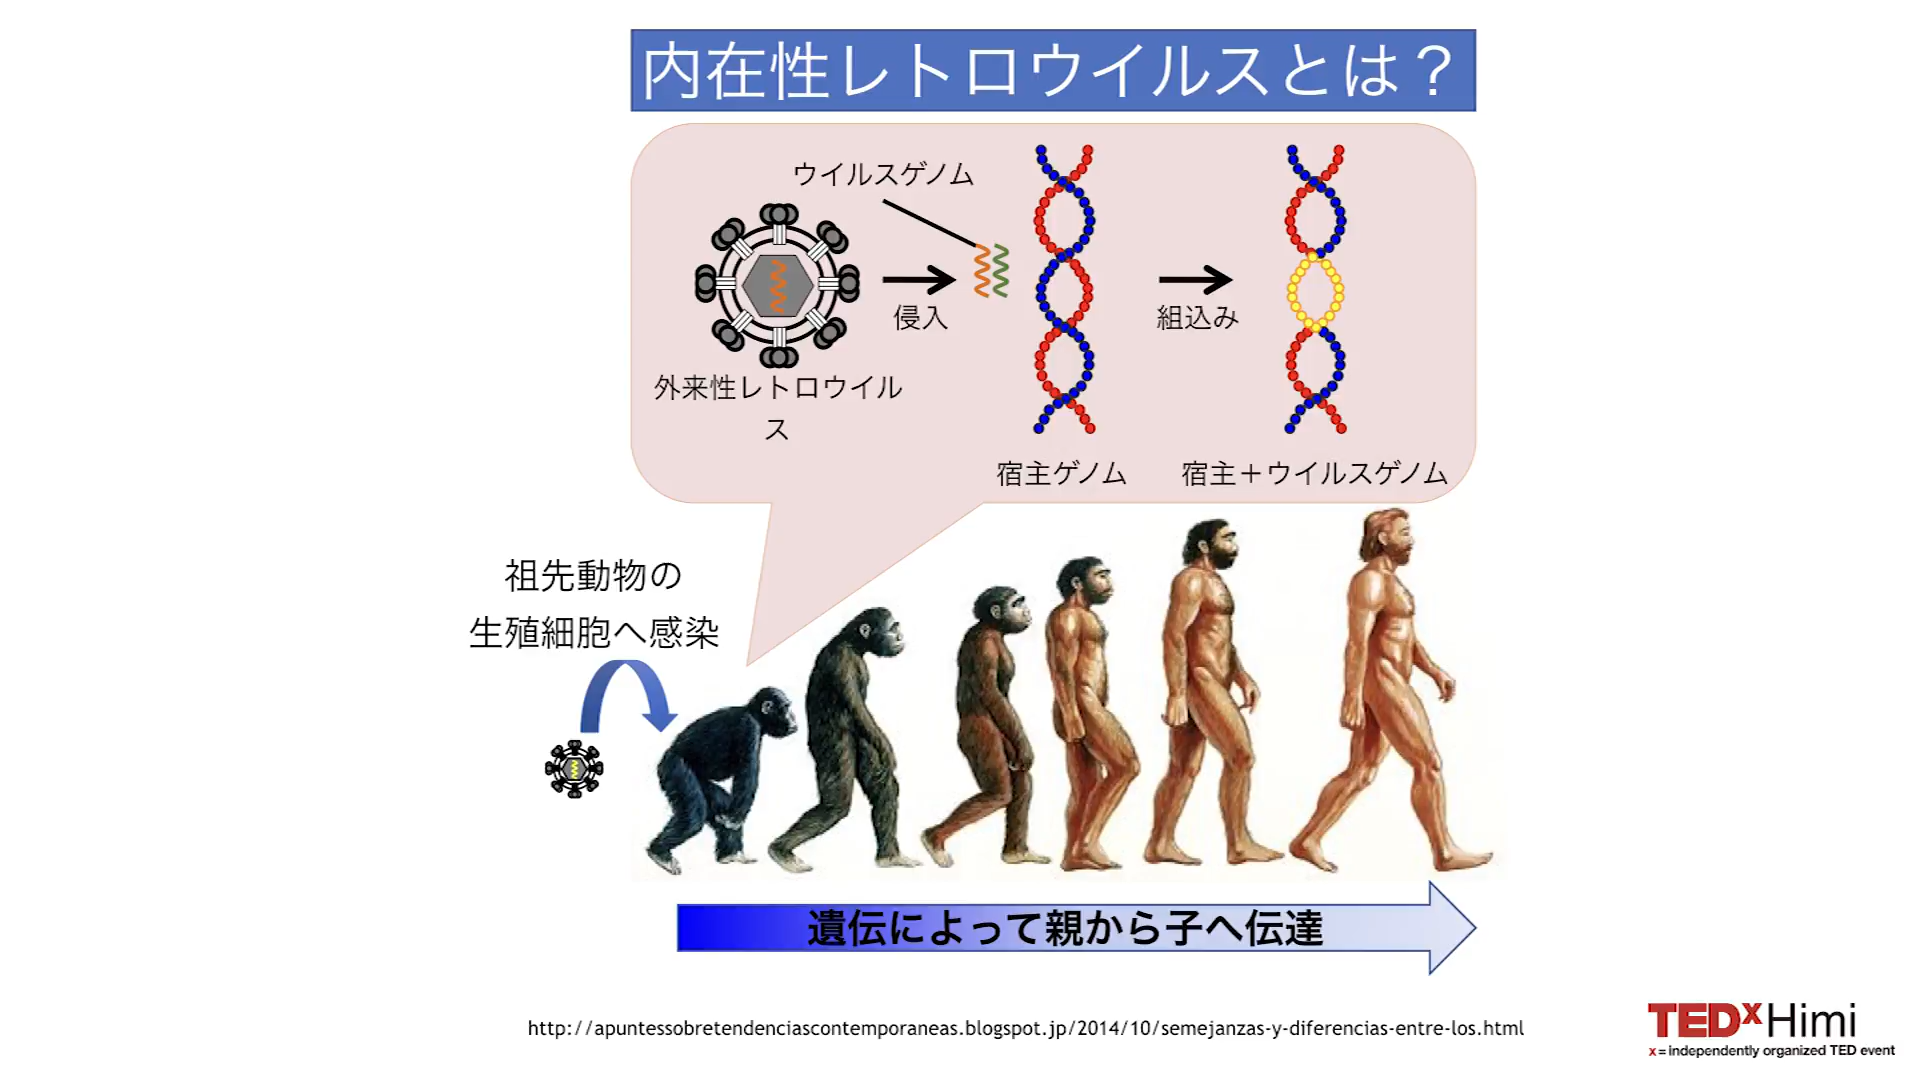 内在性レトロウイルスとは？
ウイルスゲノム
侵入
組込み
外来性レトロウイル
ス
宿主ゲノム
宿主＋ウイルスゲノム
祖先動物の
生殖細胞へ感染
遺伝によって親から子へ伝達
http://apuntessobretendenciascontemporaneas.blogspot.jp/2014/10/semejanzas-y-diferencias-entre-los.html
TEDxHimi
x = independently organized TED event